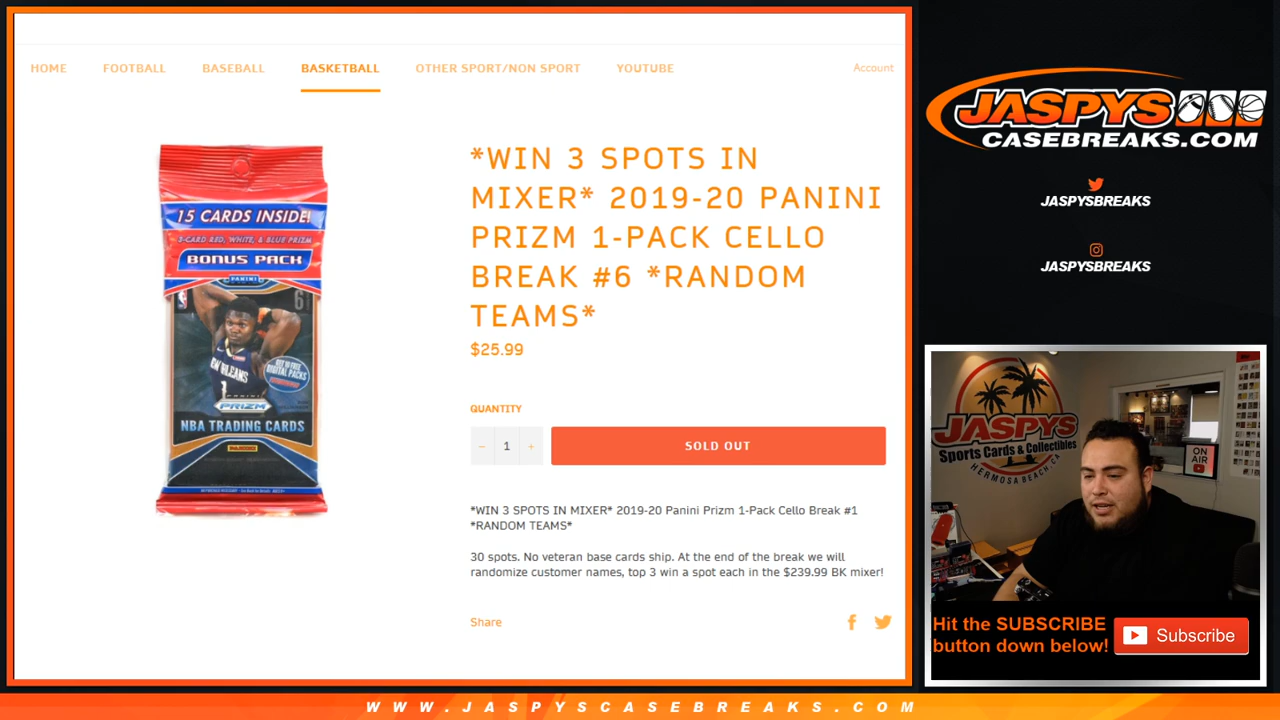 HOME FOOTBALL BASEBALL BASKETBALL OTHER SPORT/NON SPORT YOUTUBE Account
15 CARDS INSIDE!
3-CARD RED, WHITE, & BLUE PRIZM
BONUS PACK
PANINI
NEW ORLEANS
1
PRIZM
NBA TRADING CARDS
PANINI
*WIN 3 SPOTS IN
MIXER* 2019-20 PANINI
PRIZM 1-PACK CELLO
BREAK #6 *RANDOM
TEAMS*
$25.99
QUANTITY
− 1 +
SOLD OUT
*WIN 3 SPOTS IN MIXER* 2019-20 Panini Prizm 1-Pack Cello Break #1
*RANDOM TEAMS*
30 spots. No veteran base cards ship. At the end of the break we will
randomize customer names, top 3 win a spot each in the $239.99 BK mixer!
Share
JASPYS
CASEBREAKS.COM
JASPYSBREAKS
JASPYSBREAKS
JASPYS
Sports Cards & Collectibles
HERMOSA BEACH, CA
ON AIR
Hit the SUBSCRIBE
button down below!
Subscribe
WWW.JASPYSCASEBREAKS.COM